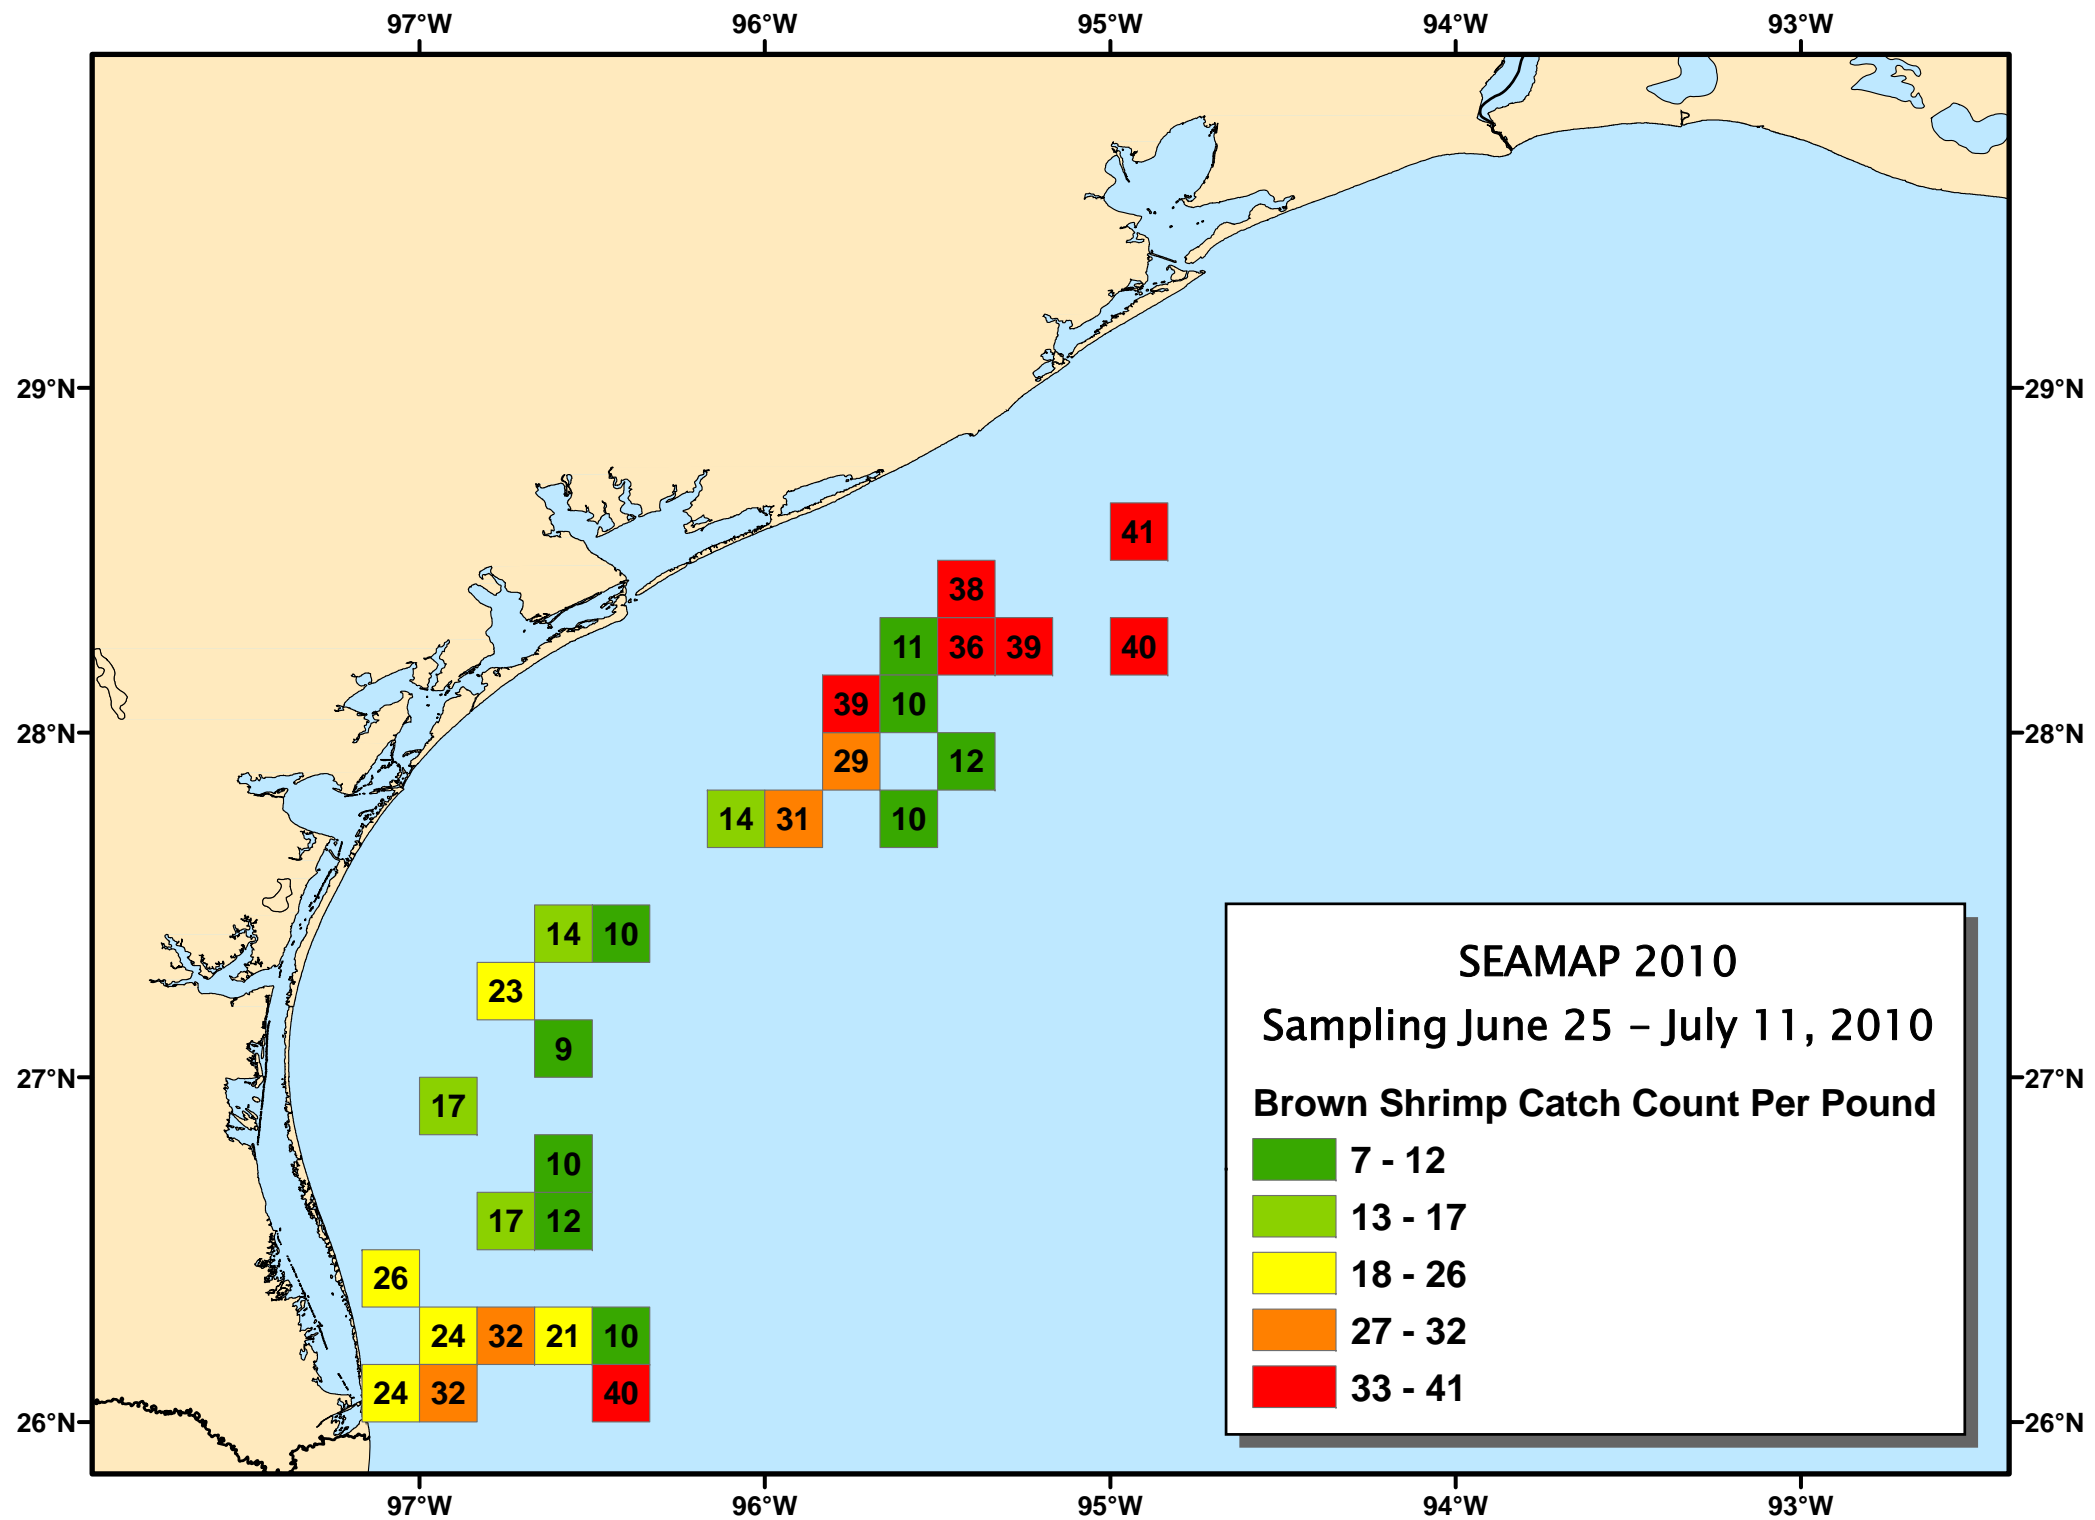 97°W 96°W 95°W 94°W 93°W
29°N 29°N
41
38
11 36 39 40
39 10
28°N 28°N
29 12
14 31 10
14 10
SEAMAP 2010
23
Sampling June 25 – July 11, 2010
9
27°N 27°N
17
Brown Shrimp Catch Count Per Pound
10
7 - 12
17 12
13 - 17
26
18 - 26
24 32 21 10
27 - 32
24 32 40
33 - 41
26°N 26°N
97°W 96°W 95°W 94°W 93°W